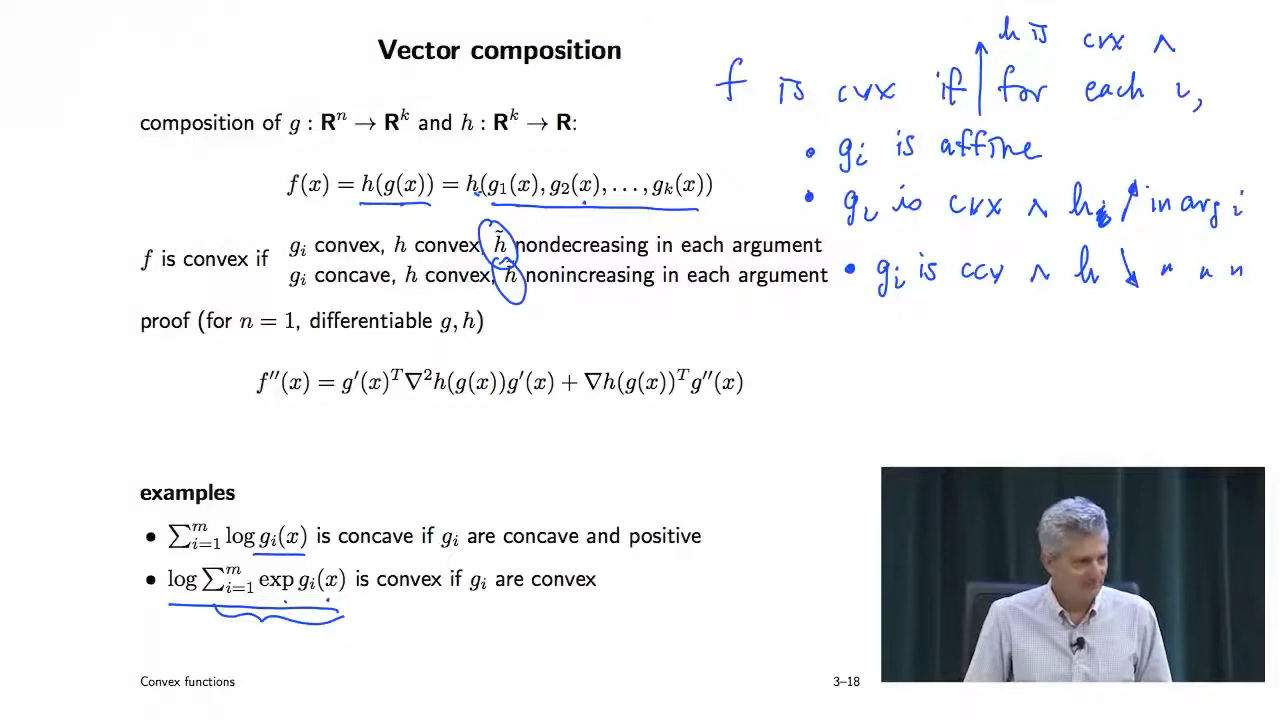 Vector composition
composition of g : Rⁿ → Rᵏ and h : Rᵏ → R:
f(x) = h(g(x)) = h(g₁(x), g₂(x), . . . , gₖ(x))
f is convex if
gᵢ convex, h convex, h̃ nondecreasing in each argument
gᵢ concave, h convex, h̃ nonincreasing in each argument
proof (for n = 1, differentiable g, h)
f′′(x) = g′(x)ᵀ∇²h(g(x))g′(x) + ∇h(g(x))ᵀg′′(x)
examples
• ∑ᵢ₌₁ᵐ log gᵢ(x) is concave if gᵢ are concave and positive
• log ∑ᵢ₌₁ᵐ exp gᵢ(x) is convex if gᵢ are convex
Convex functions
3–18
h is cvx ∧
f is cvx if for each i,
• gᵢ is affine
• gᵢ is cvx ∧ h ↗ in arg i
• gᵢ is ccv ∧ h ↘ " " "